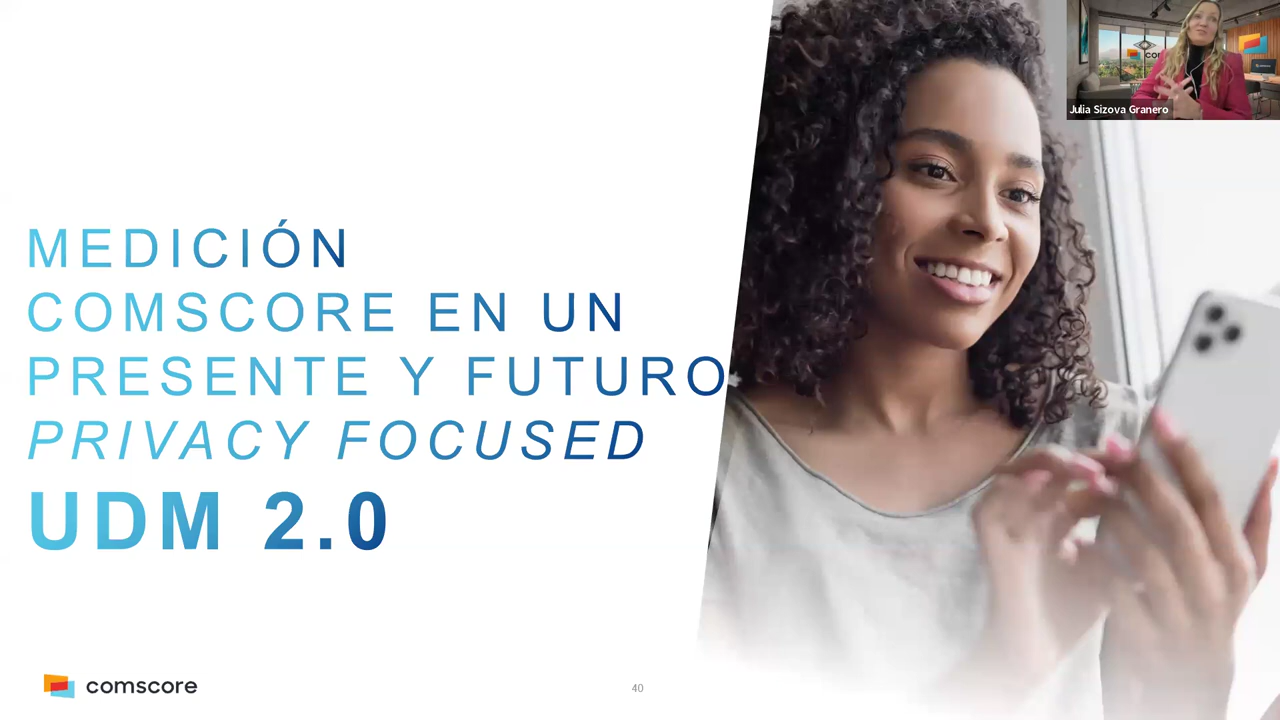 MEDICIÓN
COMSCORE EN UN
PRESENTE Y FUTURO
PRIVACY FOCUSED
UDM 2.0
Julia Sizova Granero
comscore
40